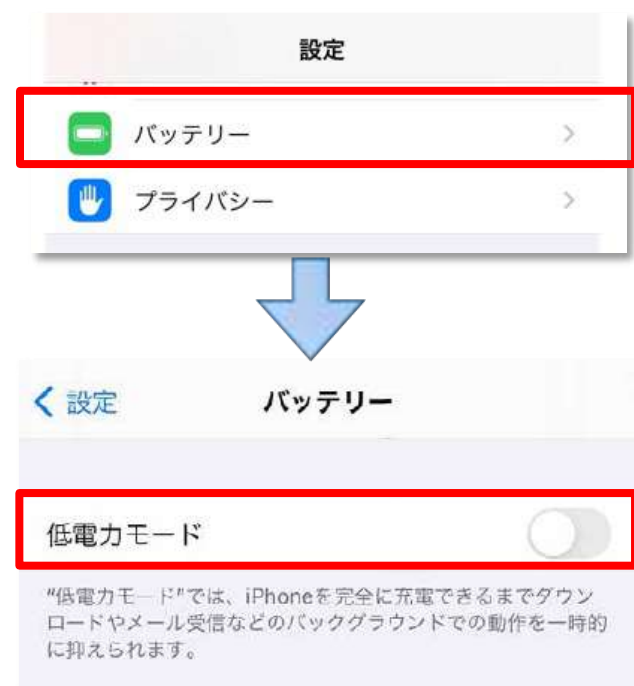 設定
バッテリー
プライバシー
設定
バッテリー
低電力モード
"低電力モード"では、iPhoneを完全に充電できるまでダウン
ロードやメール受信などのバックグラウンドでの動作を一時的
に抑えられます。